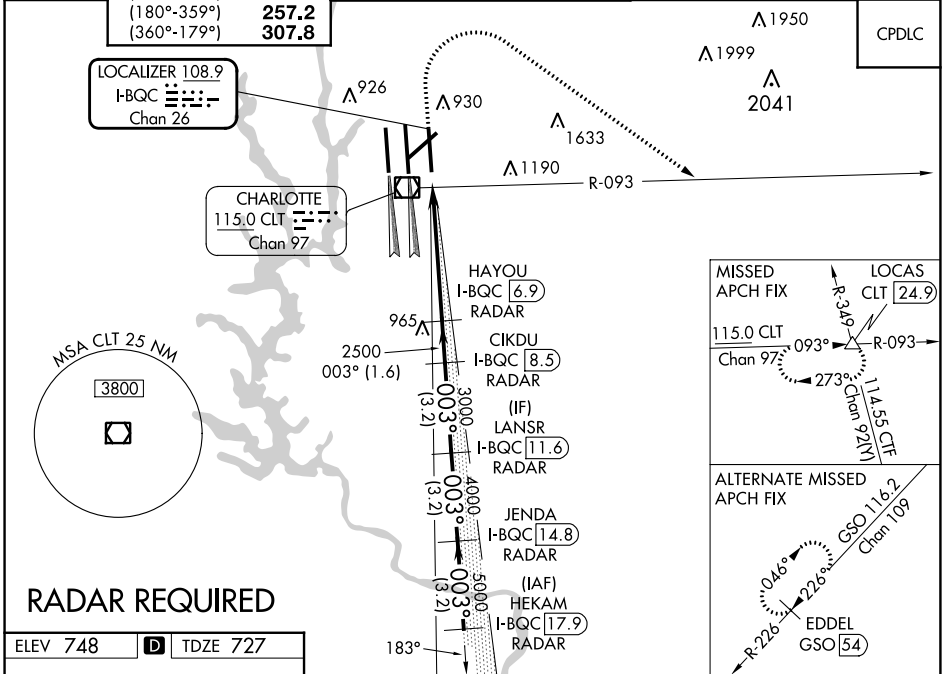 (180°-359°) 257.2
(360°-179°) 307.8
CPDLC
LOCALIZER 108.9
I-BQC
Chan 26
926
930
1633
1190
1950
1999
2041
CHARLOTTE
115.0 CLT
Chan 97
R-093
HAYOU
I-BQC 6.9
RADAR
965
2500
003° (1.6)
CIKDU
I-BQC 8.5
RADAR
3000
003°
(3.2)
(IF)
LANSR
I-BQC 11.6
RADAR
4000
003°
(3.2)
JENDA
I-BQC 14.8
RADAR
5000
003°
(3.2)
(IAF)
HEKAM
I-BQC 17.9
RADAR
183°
MSA CLT 25 NM
3800
MISSED
APCH FIX
LOCAS
CLT 24.9
R-349
115.0 CLT
Chan 97
093°
R-093
273°
114.55 CTF
Chan 92(Y)
ALTERNATE MISSED
APCH FIX
GSO 116.2
Chan 109
046°
226°
R-226
EDDEL
GSO 54
RADAR REQUIRED
ELEV 748 D TDZE 727